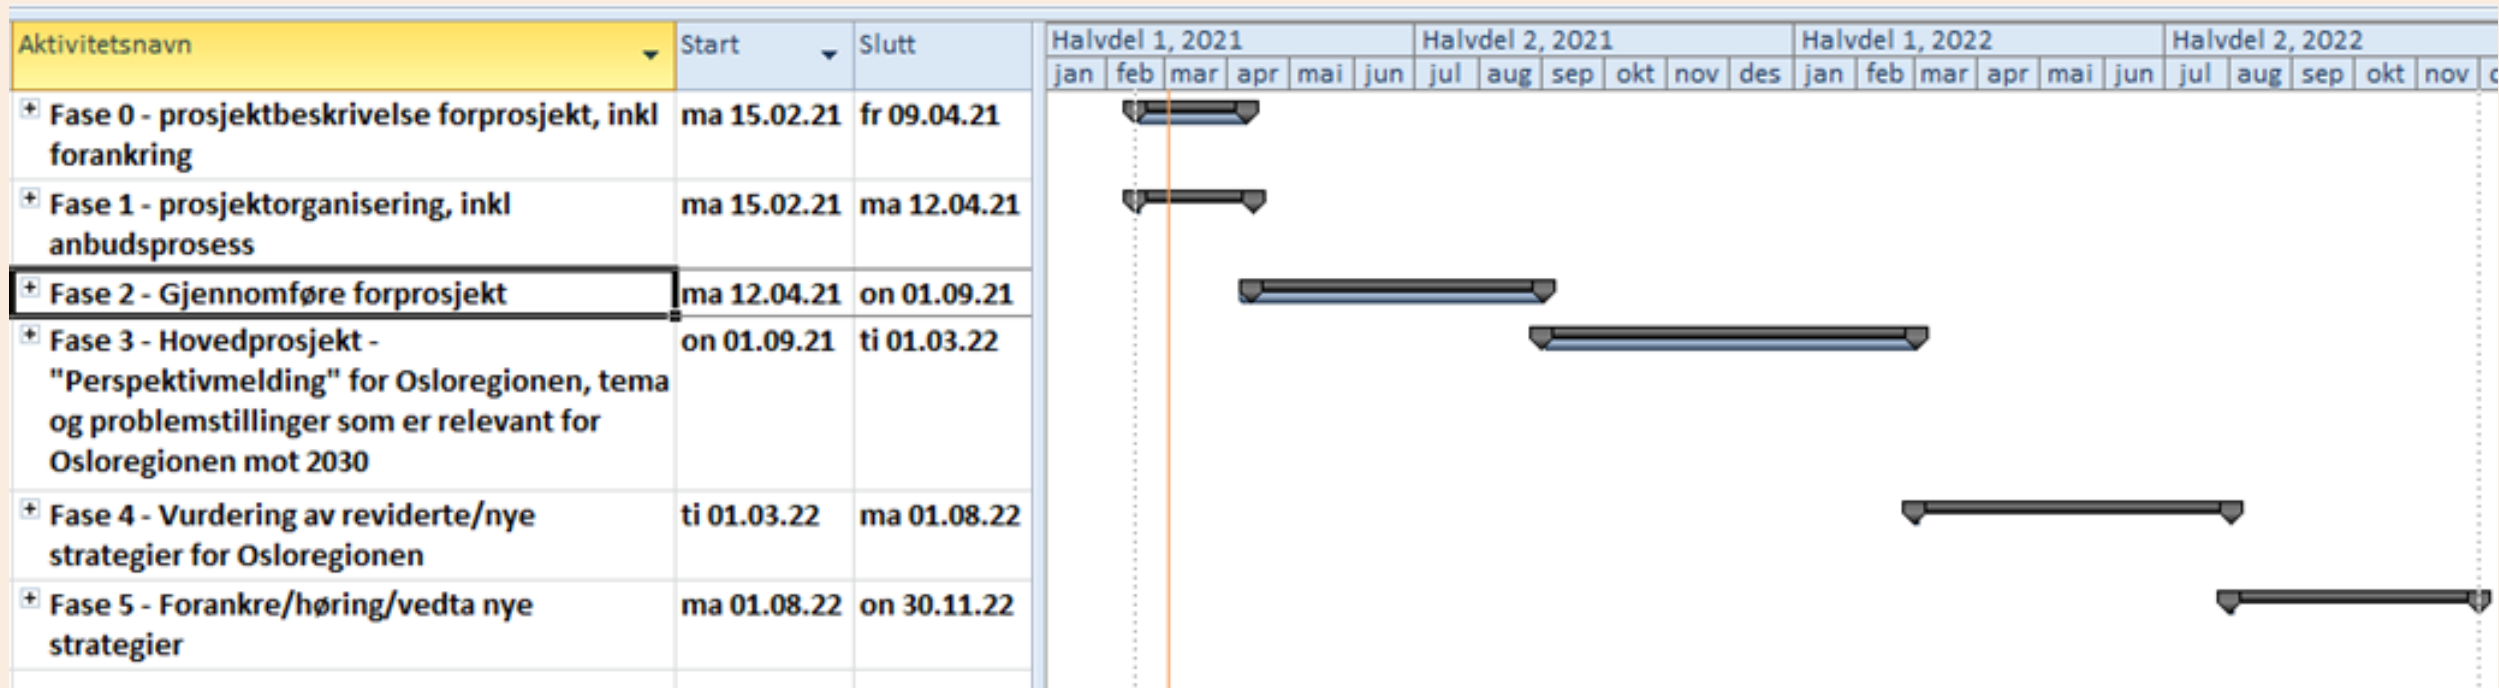 Aktivitetsnavn Start Slutt Halvdel 1, 2021 Halvdel 2, 2021 Halvdel 1, 2022 Halvdel 2, 2022
jan feb mar apr mai jun jul aug sep okt nov des jan feb mar apr mai jun jul aug sep okt nov
Fase 0 - prosjektbeskrivelse forprosjekt, inkl ma 15.02.21 fr 09.04.21
forankring
Fase 1 - prosjektorganisering, inkl ma 15.02.21 ma 12.04.21
anbudsprosess
Fase 2 - Gjennomføre forprosjekt ma 12.04.21 on 01.09.21
Fase 3 - Hovedprosjekt - on 01.09.21 ti 01.03.22
"Perspektivmelding" for Osloregionen, tema
og problemstillinger som er relevant for
Osloregionen mot 2030
Fase 4 - Vurdering av reviderte/nye ti 01.03.22 ma 01.08.22
strategier for Osloregionen
Fase 5 - Forankre/høring/vedta nye ma 01.08.22 on 30.11.22
strategier